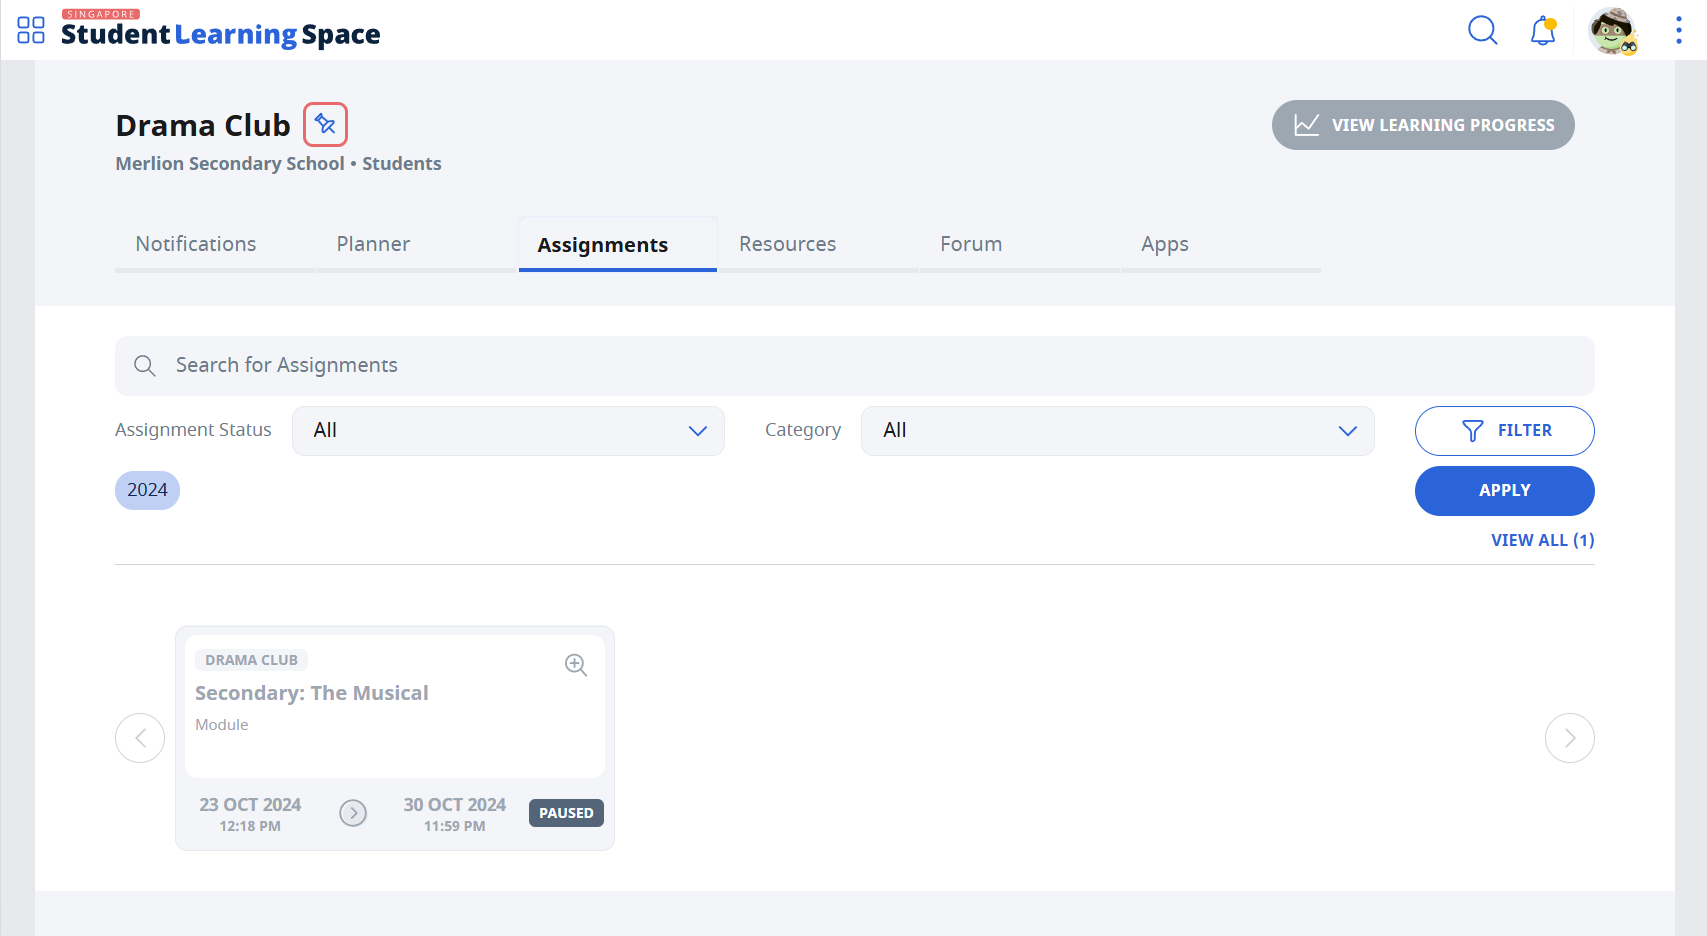 SINGAPORE
Student Learning Space
Drama Club
VIEW LEARNING PROGRESS
Merlion Secondary School • Students
Notifications Planner Assignments Resources Forum Apps
Search for Assignments
Assignment Status All Category All FILTER
2024 APPLY
VIEW ALL (1)
DRAMA CLUB
Secondary: The Musical
Module
23 OCT 2024 30 OCT 2024 PAUSED
12:18 PM 11:59 PM